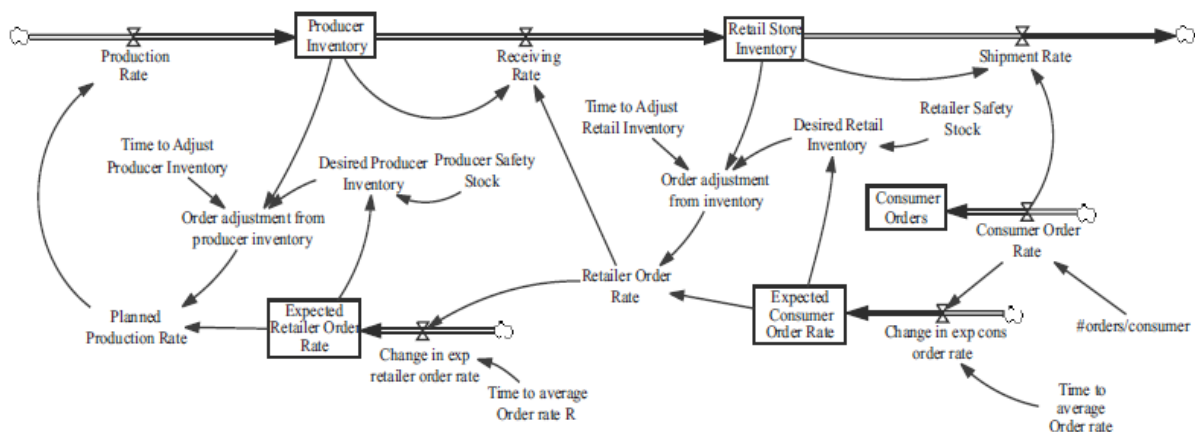 Producer
Inventory
Retail Store
Inventory
Production
Rate
Receiving
Rate
Shipment Rate
Time to Adjust
Retail Inventory
Retailer Safety
Stock
Desired Retail
Inventory
Time to Adjust
Producer Inventory
Desired Producer
Inventory
Producer Safety
Stock
Order adjustment
from inventory
Consumer
Orders
Order adjustment from
producer inventory
Consumer Order
Rate
Retailer Order
Rate
Planned
Production Rate
Expected
Retailer Order
Rate
Expected
Consumer
Order Rate
#orders/consumer
Change in exp
retailer order rate
Change in exp cons
order rate
Time to average
Order rate R
Time to
average
Order rate